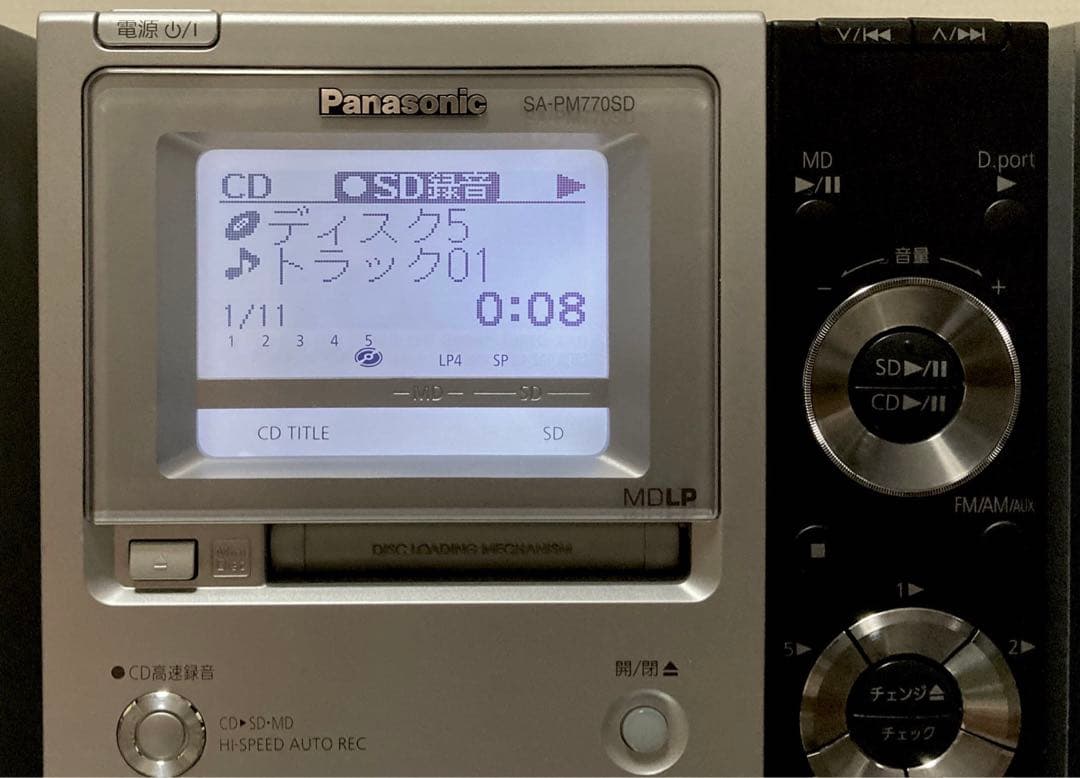 電源 ⏻/I
∨/⏮ ∧/⏭
Panasonic SA-PM770SD
MD
▶/⏸
D.port
▶
CD ●SD録音 ▶
ディスク5
トラック01
1/11 0:08
1 2 3 4 5
LP4 SP
MD SD
CD TITLE SD
音量
− +
SD▶/⏸
CD▶/⏸
MDLP
FM/AM/AUX
DISC LOADING MECHANISM
Mini Disc
■
●CD高速録音
CD▶SD・MD
HI-SPEED AUTO REC
開/閉⏏
1▶
5▶ 2▶
チェンジ⏏
チェック